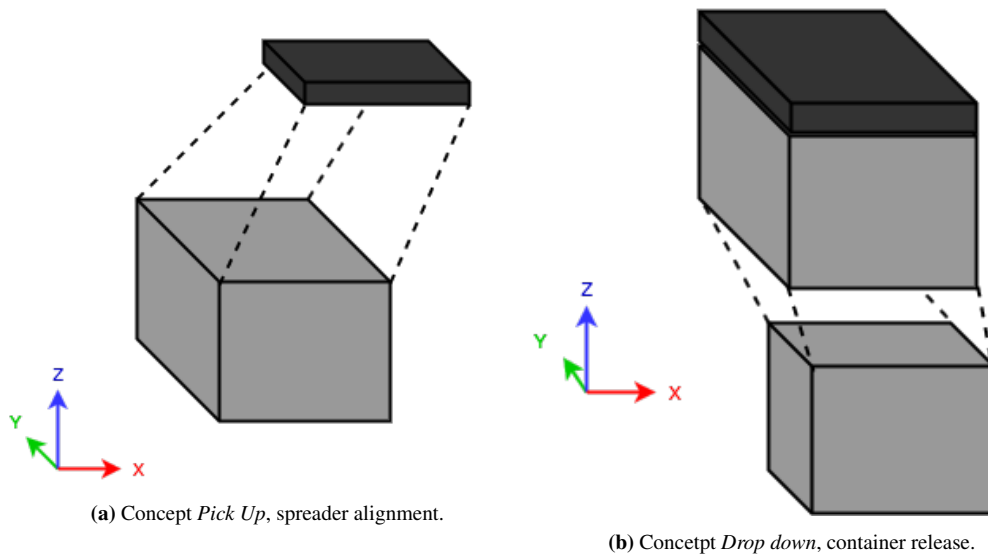 Z
Y
X
(a) Concept Pick Up, spreader alignment.
Z
Y
X
(b) Concetpt Drop down, container release.